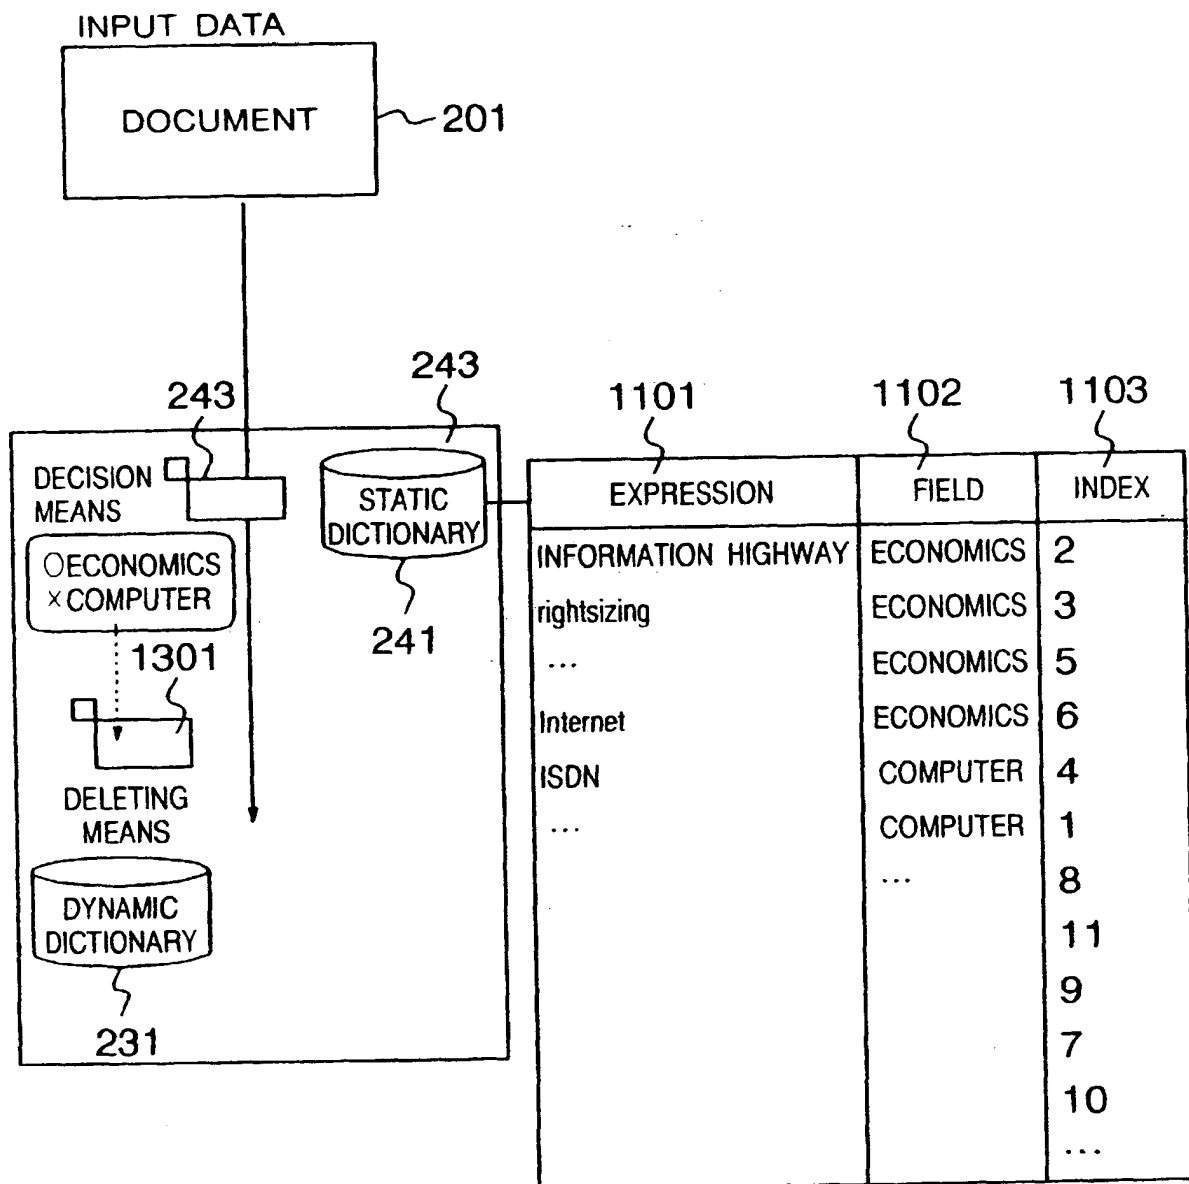 INPUT DATA
DOCUMENT
201
243
243
1101
1102
1103
DECISION
MEANS
STATIC
DICTIONARY
241
○ECONOMICS
×COMPUTER
1301
DELETING
MEANS
DYNAMIC
DICTIONARY
231
EXPRESSION FIELD INDEX
INFORMATION HIGHWAY ECONOMICS 2
rightsizing ECONOMICS 3
... ECONOMICS 5
Internet ECONOMICS 6
ISDN COMPUTER 4
... COMPUTER 1
... 8
11
9
7
10
...